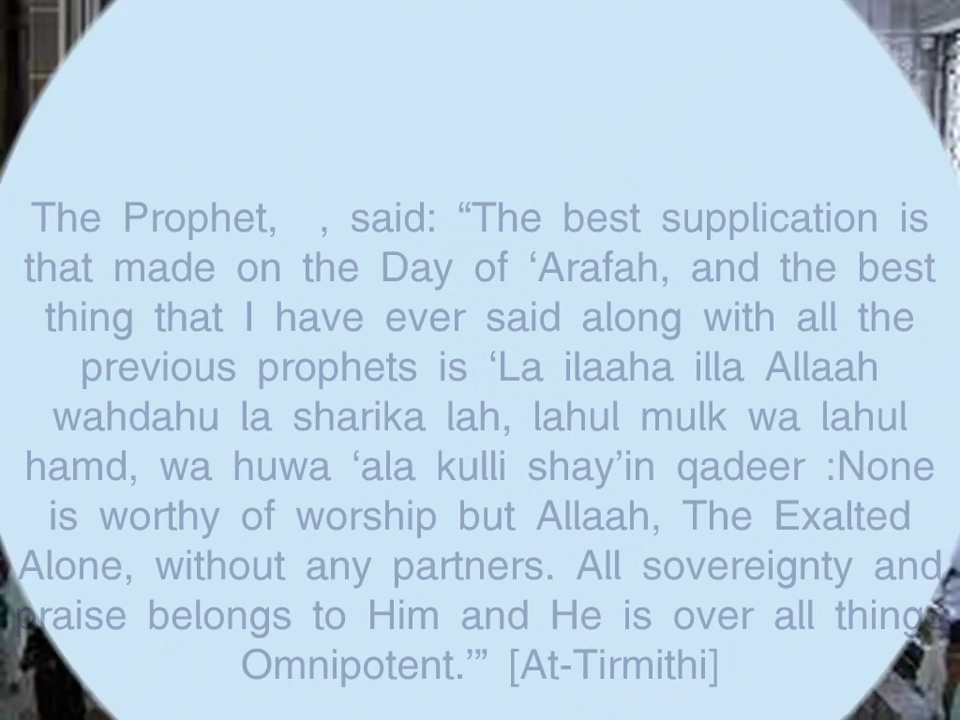 The Prophet, , said: “The best supplication is
that made on the Day of ‘Arafah, and the best
thing that I have ever said along with all the
previous prophets is ‘La ilaaha illa Allaah
wahdahu la sharika lah, lahul mulk wa lahul
hamd, wa huwa ‘ala kulli shay’in qadeer :None
is worthy of worship but Allaah, The Exalted
Alone, without any partners. All sovereignty and
praise belongs to Him and He is over all things
Omnipotent.’” [At-Tirmithi]